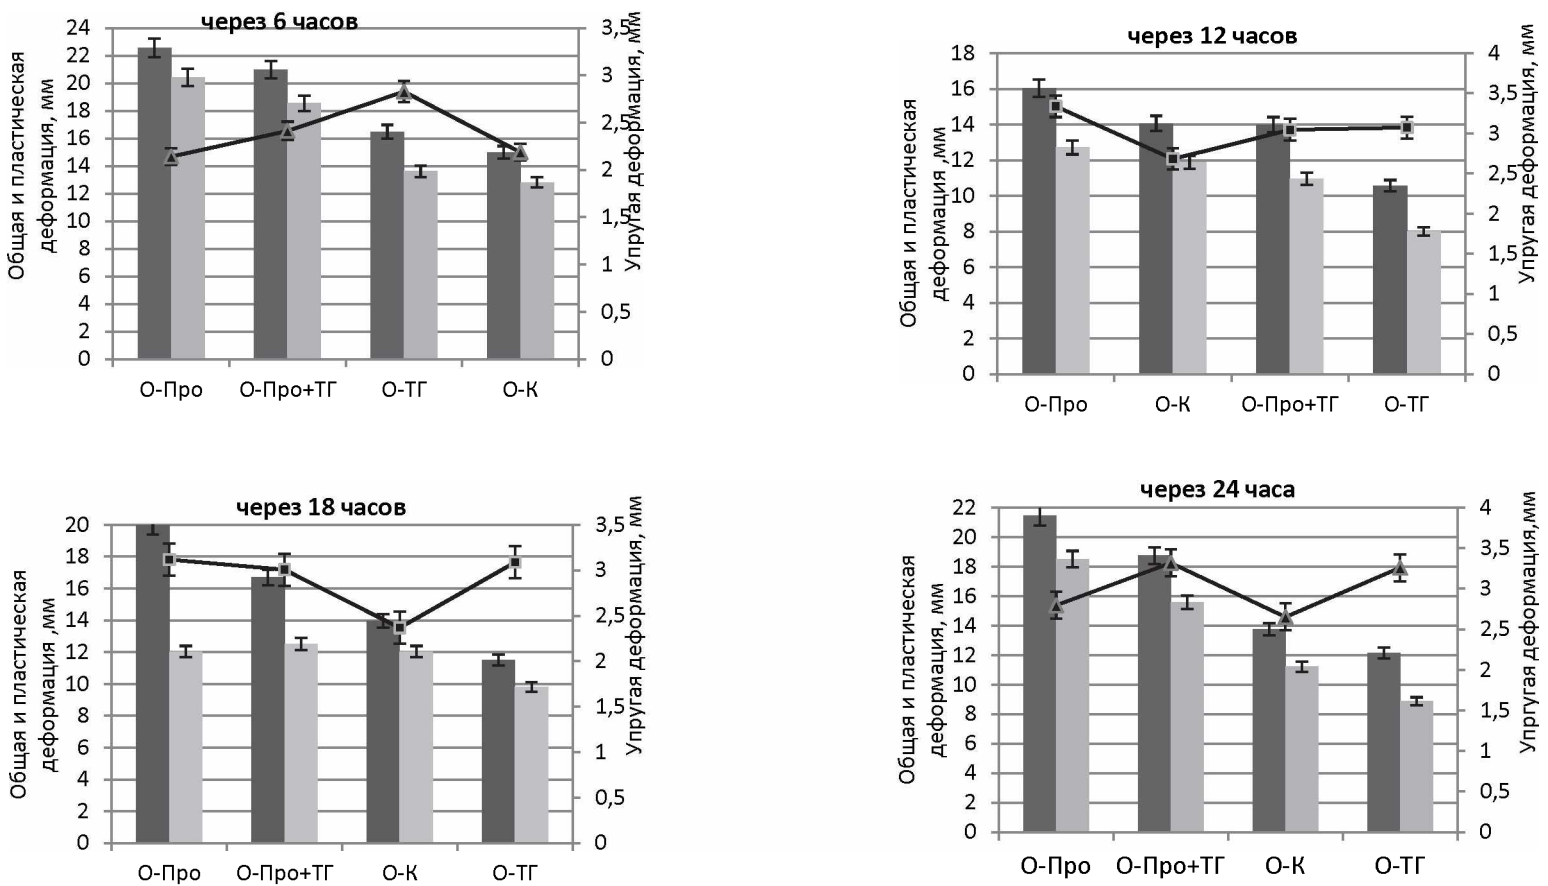 через 6 часов
Общая и пластическая
деформация, мм
24
22
20
18
16
14
12
10
8
6
4
2
0
3,5
3
2,5
2
1,5
1
0,5
0
Упругая деформация, мм
О-Про
О-Про+ТГ
О-ТГ
О-К
через 12 часов
Общая и пластическая
деформация ,мм
18
16
14
12
10
8
6
4
2
0
4
3,5
3
2,5
2
1,5
1
0,5
0
Упругая деформация, мм
О-Про
О-К
О-Про+ТГ
О-ТГ
через 18 часов
Общая и пластическая
деформация ,мм
20
18
16
14
12
10
8
6
4
2
0
3,5
3
2,5
2
1,5
1
0,5
0
Упругая деформация, мм
О-Про
О-Про+ТГ
О-К
О-ТГ
через 24 часа
Общая и пластическая
деформация, мм
22
20
18
16
14
12
10
8
6
4
2
0
4
3,5
3
2,5
2
1,5
1
0,5
0
Упргугая деформация,мм
О-Про
О-Про+ТГ
О-К
О-ТГ